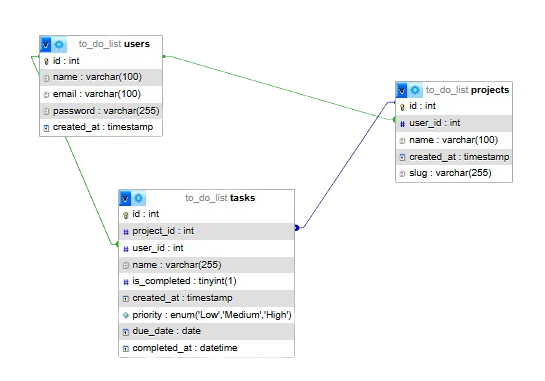 to_do_list users
id : int
name : varchar(100)
email : varchar(100)
password : varchar(255)
created_at : timestamp
to_do_list projects
id : int
user_id : int
name : varchar(100)
created_at : timestamp
slug : varchar(255)
to_do_list tasks
id : int
project_id : int
user_id : int
name : varchar(255)
is_completed : tinyint(1)
created_at : timestamp
priority : enum('Low','Medium','High')
due_date : date
completed_at : datetime